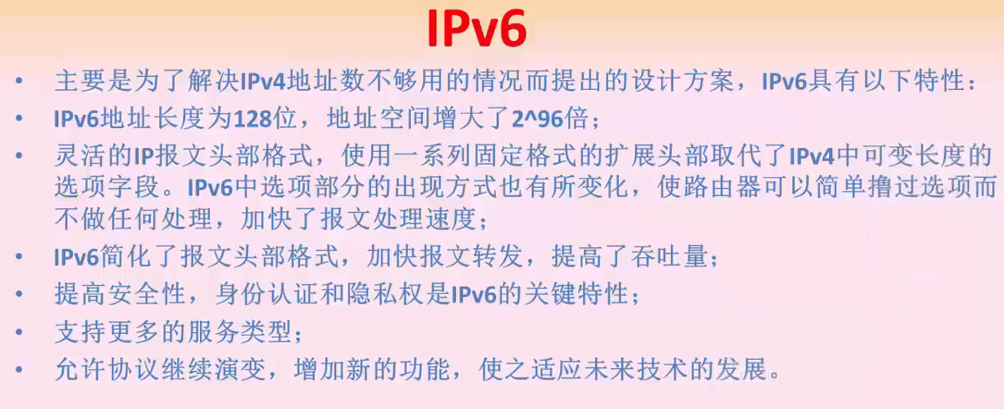 IPv6
• 主要是为了解决IPv4地址数不够用的情况而提出的设计方案，IPv6具有以下特性：
• IPv6地址长度为128位，地址空间增大了2^96倍；
• 灵活的IP报文头部格式，使用一系列固定格式的扩展头部取代了IPv4中可变长度的
选项字段。IPv6中选项部分的出现方式也有所变化，使路由器可以简单撸过选项而
不做任何处理，加快了报文处理速度；
• IPv6简化了报文头部格式，加快报文转发，提高了吞吐量；
• 提高安全性，身份认证和隐私权是IPv6的关键特性；
• 支持更多的服务类型；
• 允许协议继续演变，增加新的功能，使之适应未来技术的发展。